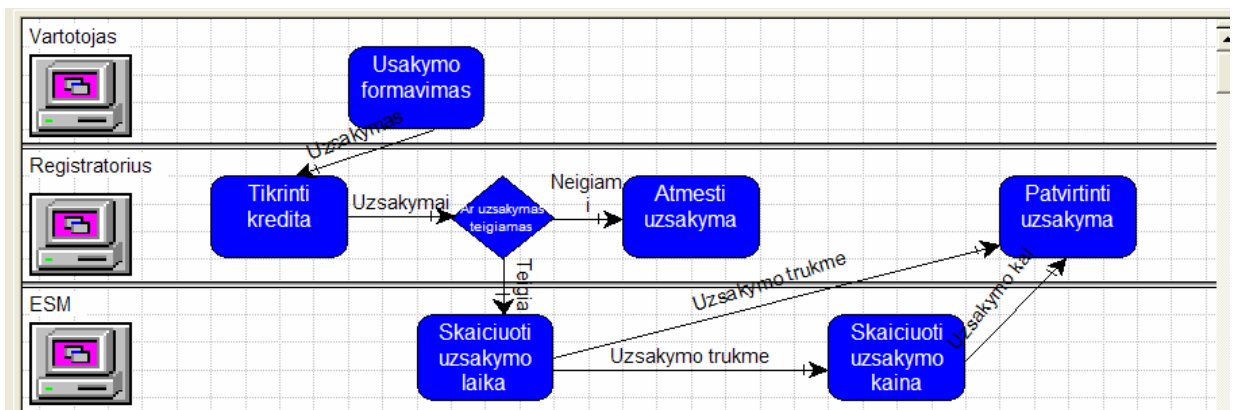 Vartotojas
Usakymo
formavimas
Uzsakymas
Registratorius
Tikrinti
kredita
Uzsakymai
Ar uzsakymas
teigiamas
Neigiam
i
Atmesti
uzsakyma
Patvirtinti
uzsakyma
Teigia
Uzsakymo trukme
Uzsakymo kai
ESM
Skaiciuoti
uzsakymo
laika
Uzsakymo trukme
Skaiciuoti
uzsakymo
kaina